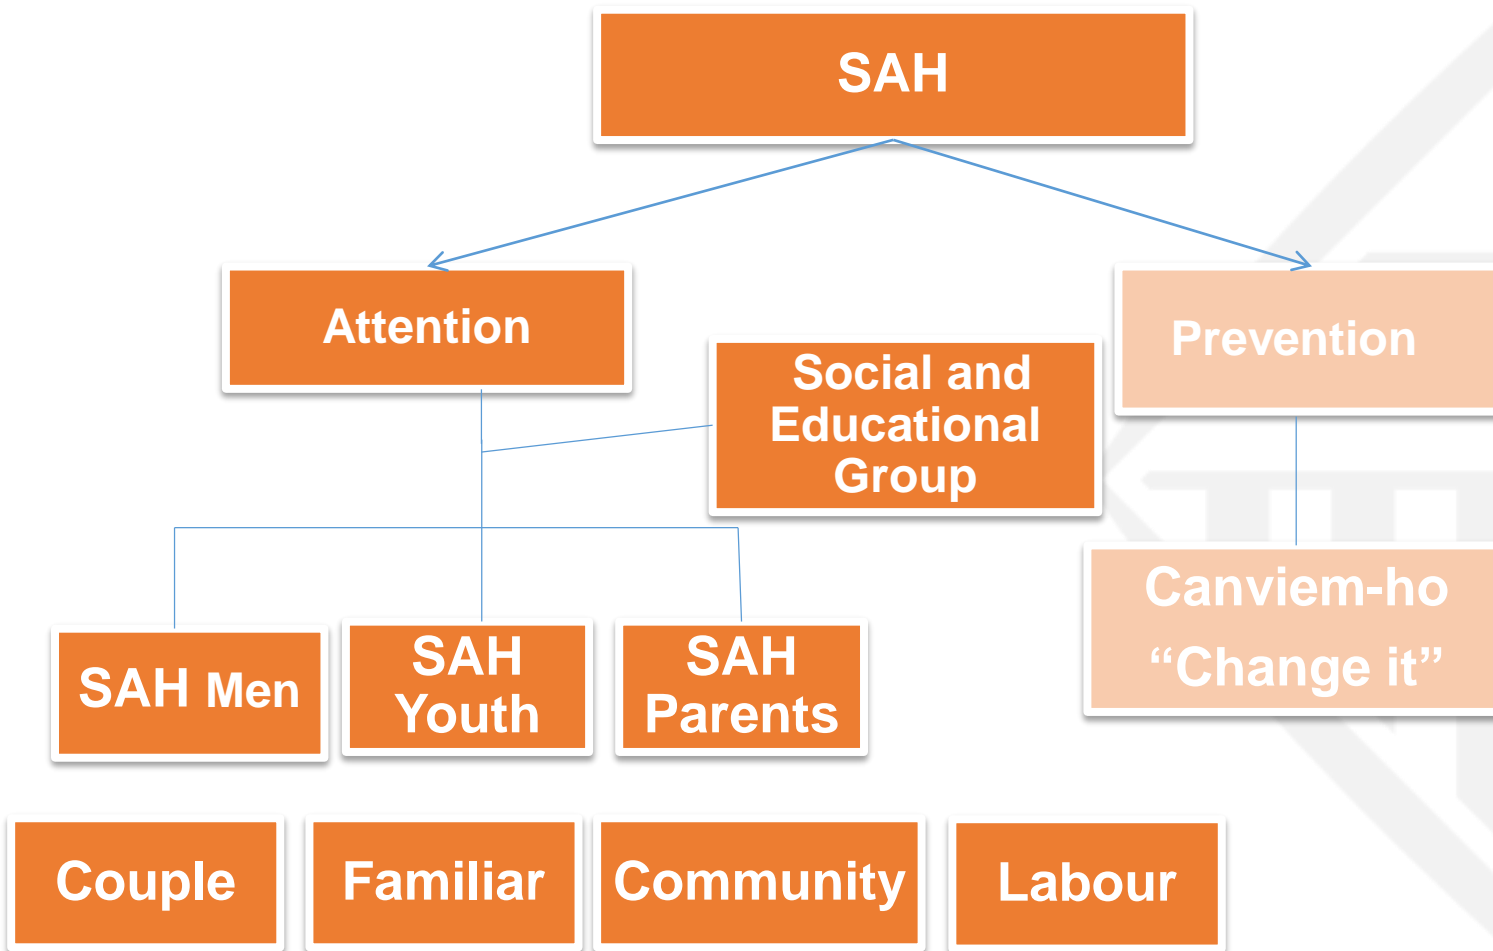 SAH
Attention
Prevention
Social and
Educational
Group
SAH Men
SAH
Youth
SAH
Parents
Canviem-ho
“Change it”
Couple
Familiar
Community
Labour